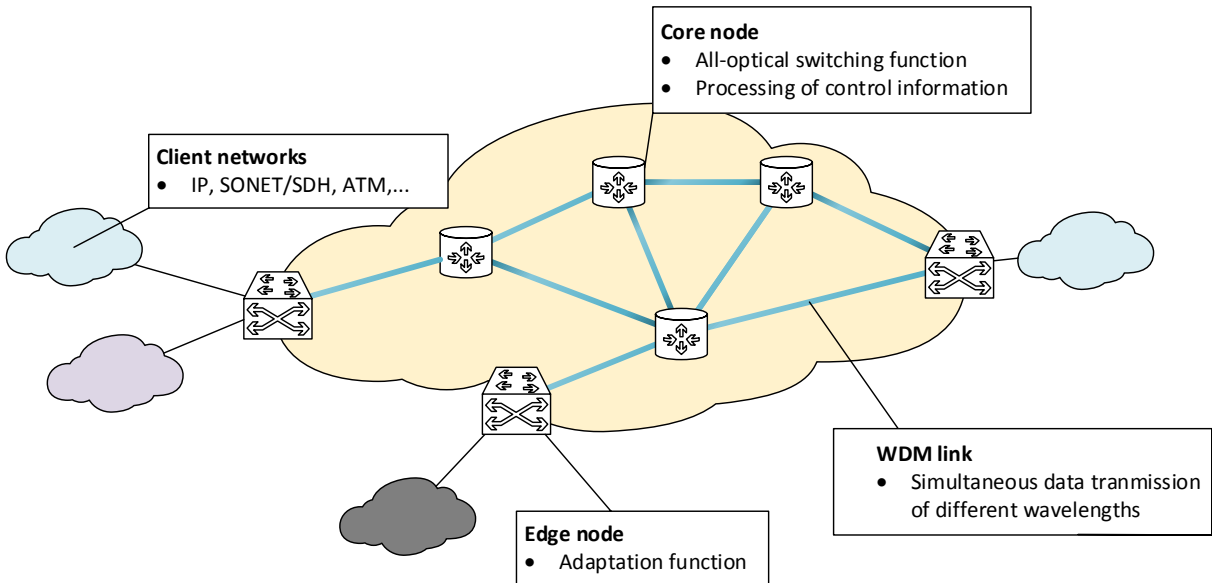 Core node
• All-optical switching function
• Processing of control information
Client networks
• IP, SONET/SDH, ATM,...
WDM link
• Simultaneous data tranmission
of different wavelengths
Edge node
• Adaptation function